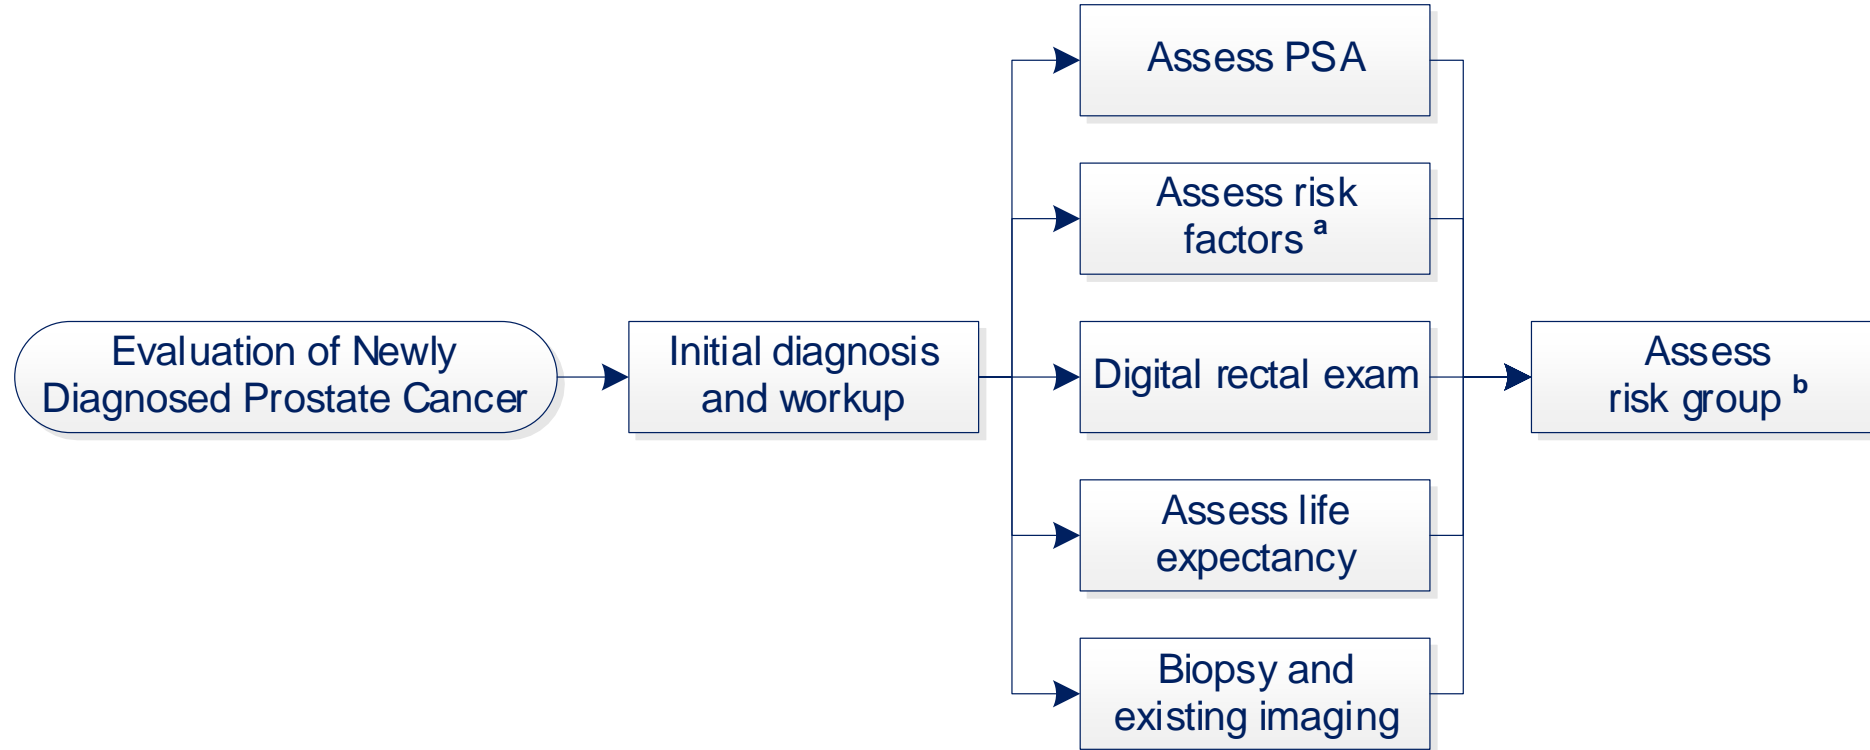 Evaluation of Newly
Diagnosed Prostate Cancer
Initial diagnosis
and workup
Assess PSA
Assess risk
factors a
Digital rectal exam
Assess life
expectancy
Biopsy and
existing imaging
Assess
risk group b